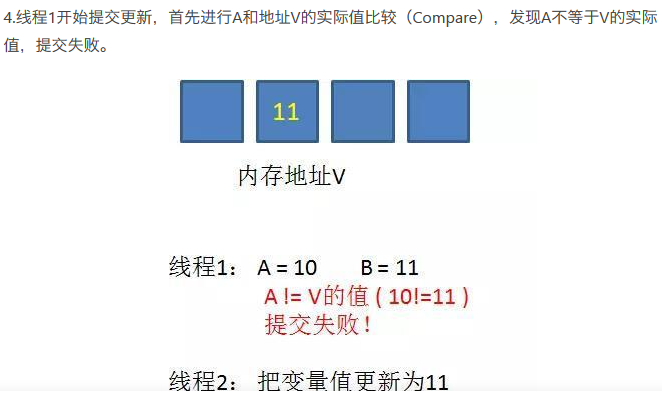 4.线程1开始提交更新，首先进行A和地址V的实际值比较（Compare），发现A不等于V的实际
值，提交失败。
11
内存地址V
线程1： A = 10 B = 11
A != V的值 ( 10!=11 )
提交失败！
线程2： 把变量值更新为11